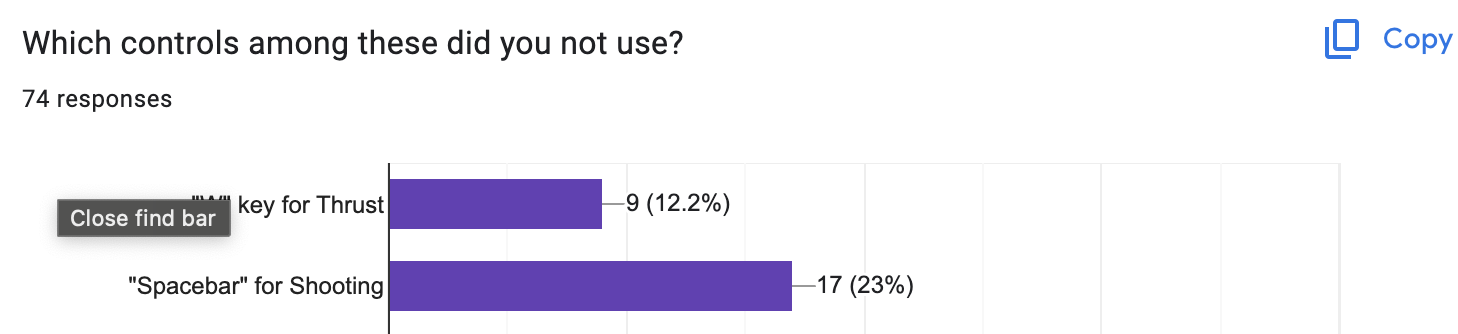 Which controls among these did you not use?
Copy
74 responses
"W" key for Thrust
9 (12.2%)
Close find bar
"Spacebar" for Shooting
17 (23%)